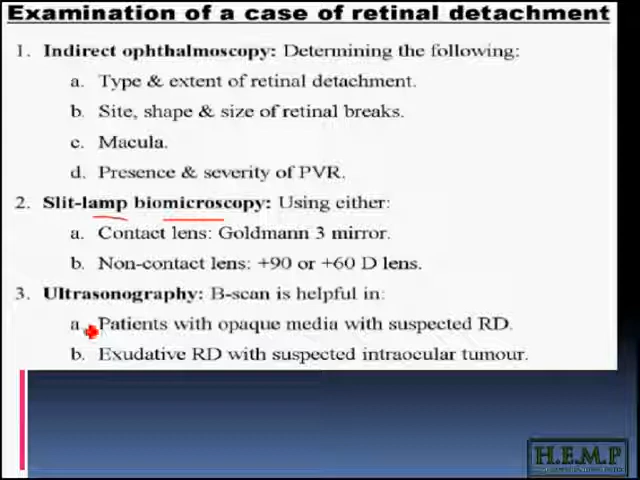 Examination of a case of retinal detachment
1. Indirect ophthalmoscopy: Determining the following:
a. Type & extent of retinal detachment.
b. Site, shape & size of retinal breaks.
c. Macula.
d. Presence & severity of PVR.
2. Slit-lamp biomicroscopy: Using either:
a. Contact lens: Goldmann 3 mirror.
b. Non-contact lens: +90 or +60 D lens.
3. Ultrasonography: B-scan is helpful in:
a. Patients with opaque media with suspected RD.
b. Exudative RD with suspected intraocular tumour.
H.E.M.P